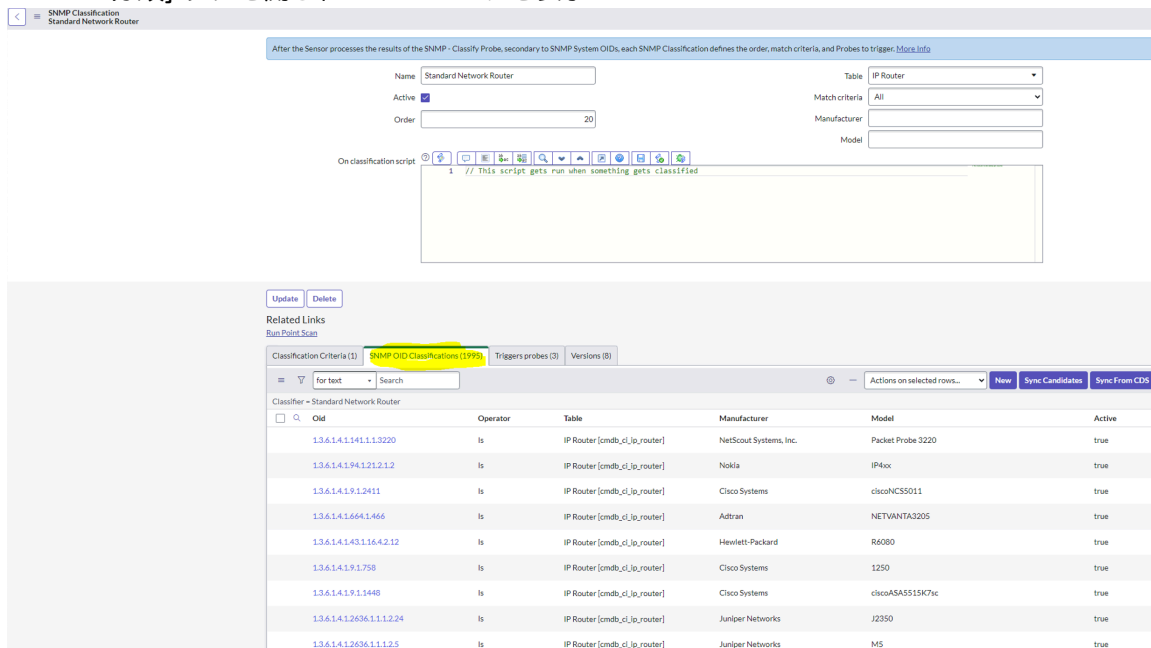 SNMP Classification
Standard Network Router
After the Sensor processes the results of the SNMP - Classify Probe, secondary to SNMP System OIDs, each SNMP Classification defines the order, match criteria, and Probes to trigger. More Info
Name Standard Network Router Table IP Router
Active Match criteria All
Order 20 Manufacturer
Model
On classification script
1 // This script gets run when something gets classified
Update Delete
Related Links
Run Point Scan
Classification Criteria (1) SNMP OID Classifications (1995) Triggers probes (3) Versions (8)
for text Search Actions on selected rows... New Sync Candidates Sync From CDS
Classifier = Standard Network Router
Oid Operator Table Manufacturer Model Active
1.3.6.1.4.1.141.1.1.3220 Is IP Router [cmdb_ci_ip_router] NetScout Systems, Inc. Packet Probe 3220 true
1.3.6.1.4.1.94.1.21.2.1.2 Is IP Router [cmdb_ci_ip_router] Nokia IP4xx true
1.3.6.1.4.1.9.1.2411 Is IP Router [cmdb_ci_ip_router] Cisco Systems ciscoNCS5011 true
1.3.6.1.4.1.664.1.466 Is IP Router [cmdb_ci_ip_router] Adtran NETVANTA3205 true
1.3.6.1.4.1.43.1.16.4.2.12 Is IP Router [cmdb_ci_ip_router] Hewlett-Packard R6080 true
1.3.6.1.4.1.9.1.758 Is IP Router [cmdb_ci_ip_router] Cisco Systems 1250 true
1.3.6.1.4.1.9.1.1448 Is IP Router [cmdb_ci_ip_router] Cisco Systems ciscoASA5515K7sc true
1.3.6.1.4.1.2636.1.1.1.2.24 Is IP Router [cmdb_ci_ip_router] Juniper Networks J2350 true
1.3.6.1.4.1.2636.1.1.1.2.5 Is IP Router [cmdb_ci_ip_router] Juniper Networks M5 true